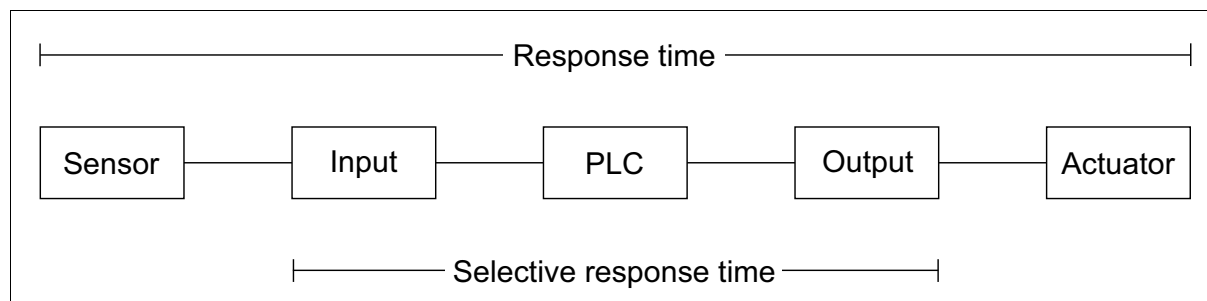 Response time
Sensor Input PLC Output Actuator
Selective response time